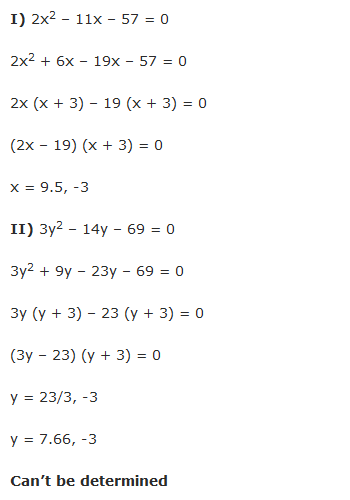 I) 2x² – 11x – 57 = 0
2x² + 6x – 19x – 57 = 0
2x (x + 3) – 19 (x + 3) = 0
(2x – 19) (x + 3) = 0
x = 9.5, -3
II) 3y² – 14y – 69 = 0
3y² + 9y – 23y – 69 = 0
3y (y + 3) – 23 (y + 3) = 0
(3y – 23) (y + 3) = 0
y = 23/3, -3
y = 7.66, -3
Can’t be determined